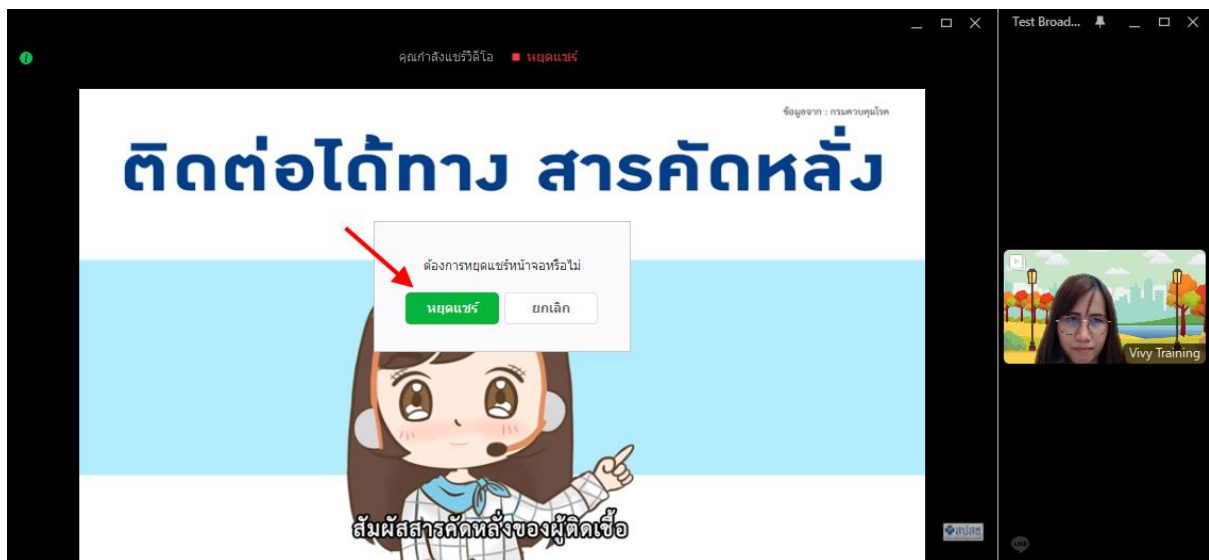 Test Broad...
คุณกำลังแชร์วิดีโอ หยุดแชร์
ข้อมูลจาก : กรมควบคุมโรค
ติดต่อได้ทาง สารคัดหลั่ง
ต้องการหยุดแชร์หน้าจอหรือไม่
หยุดแชร์ ยกเลิก
Vivy Training
สัมผัสสารคัดหลั่งของผู้ติดเชื้อ
สปสช
LINE